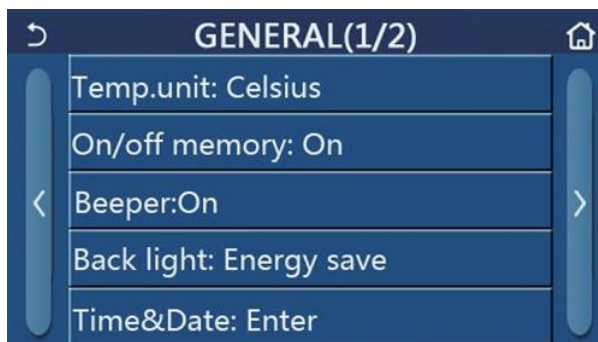 GENERAL(1/2)
Temp.unit: Celsius
On/off memory: On
Beeper:On
Back light: Energy save
Time&Date: Enter